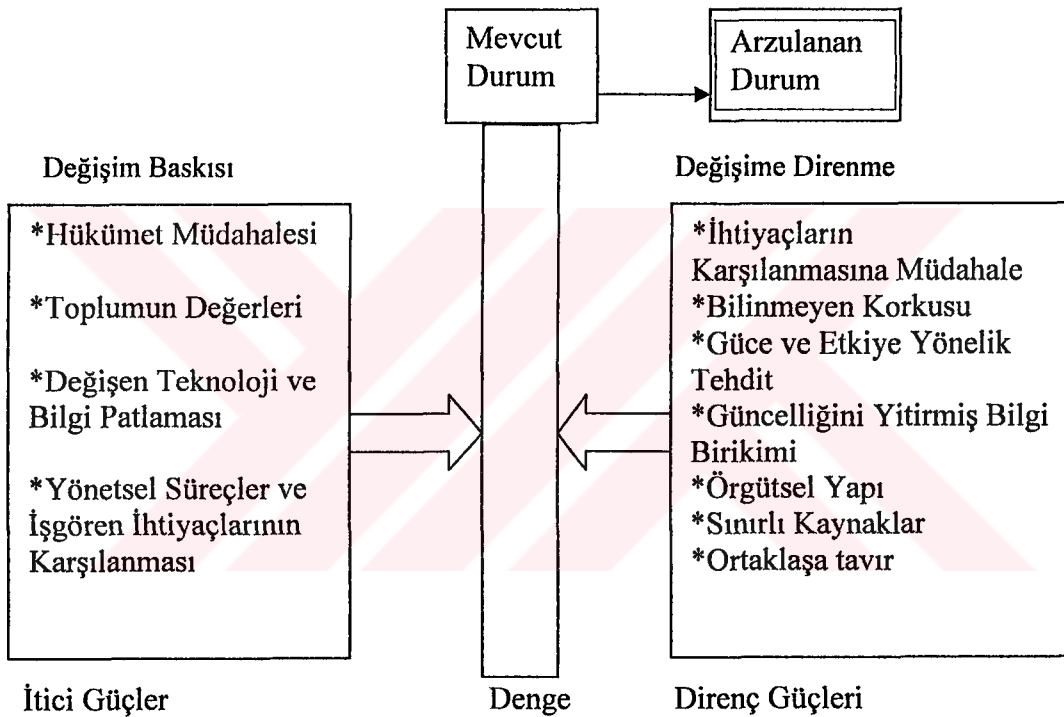 Mevcut
Durum
Arzulanan
Durum
Değişim Baskısı
Değişime Direnme
*Hükümet Müdahalesi
*Toplumun Değerleri
*Değişen Teknoloji ve
Bilgi Patlaması
*Yönetsel Süreçler ve
İşgören İhtiyaçlarının
Karşılanması
*İhtiyaçların
Karşılanmasına Müdahale
*Bilinmeyen Korkusu
*Güce ve Etkiye Yönelik
Tehdit
*Güncelliğini Yitirmiş Bilgi
Birikimi
*Örgütsel Yapı
*Sınırlı Kaynaklar
*Ortaklaşa tavır
İtici Güçler
Denge
Direnç Güçleri